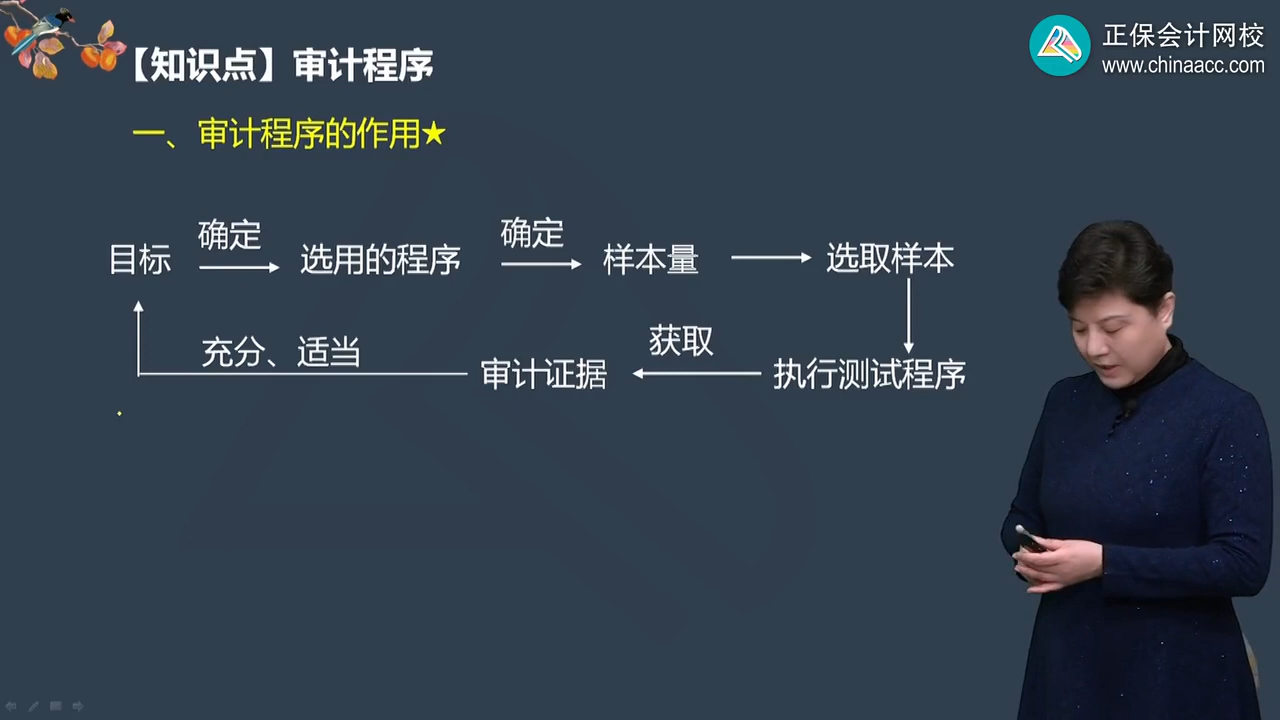 【知识点】审计程序
正保会计网校
www.chinaacc.com
一、审计程序的作用★
目标
确定
选用的程序
确定
样本量
选取样本
充分、适当
审计证据
获取
执行测试程序